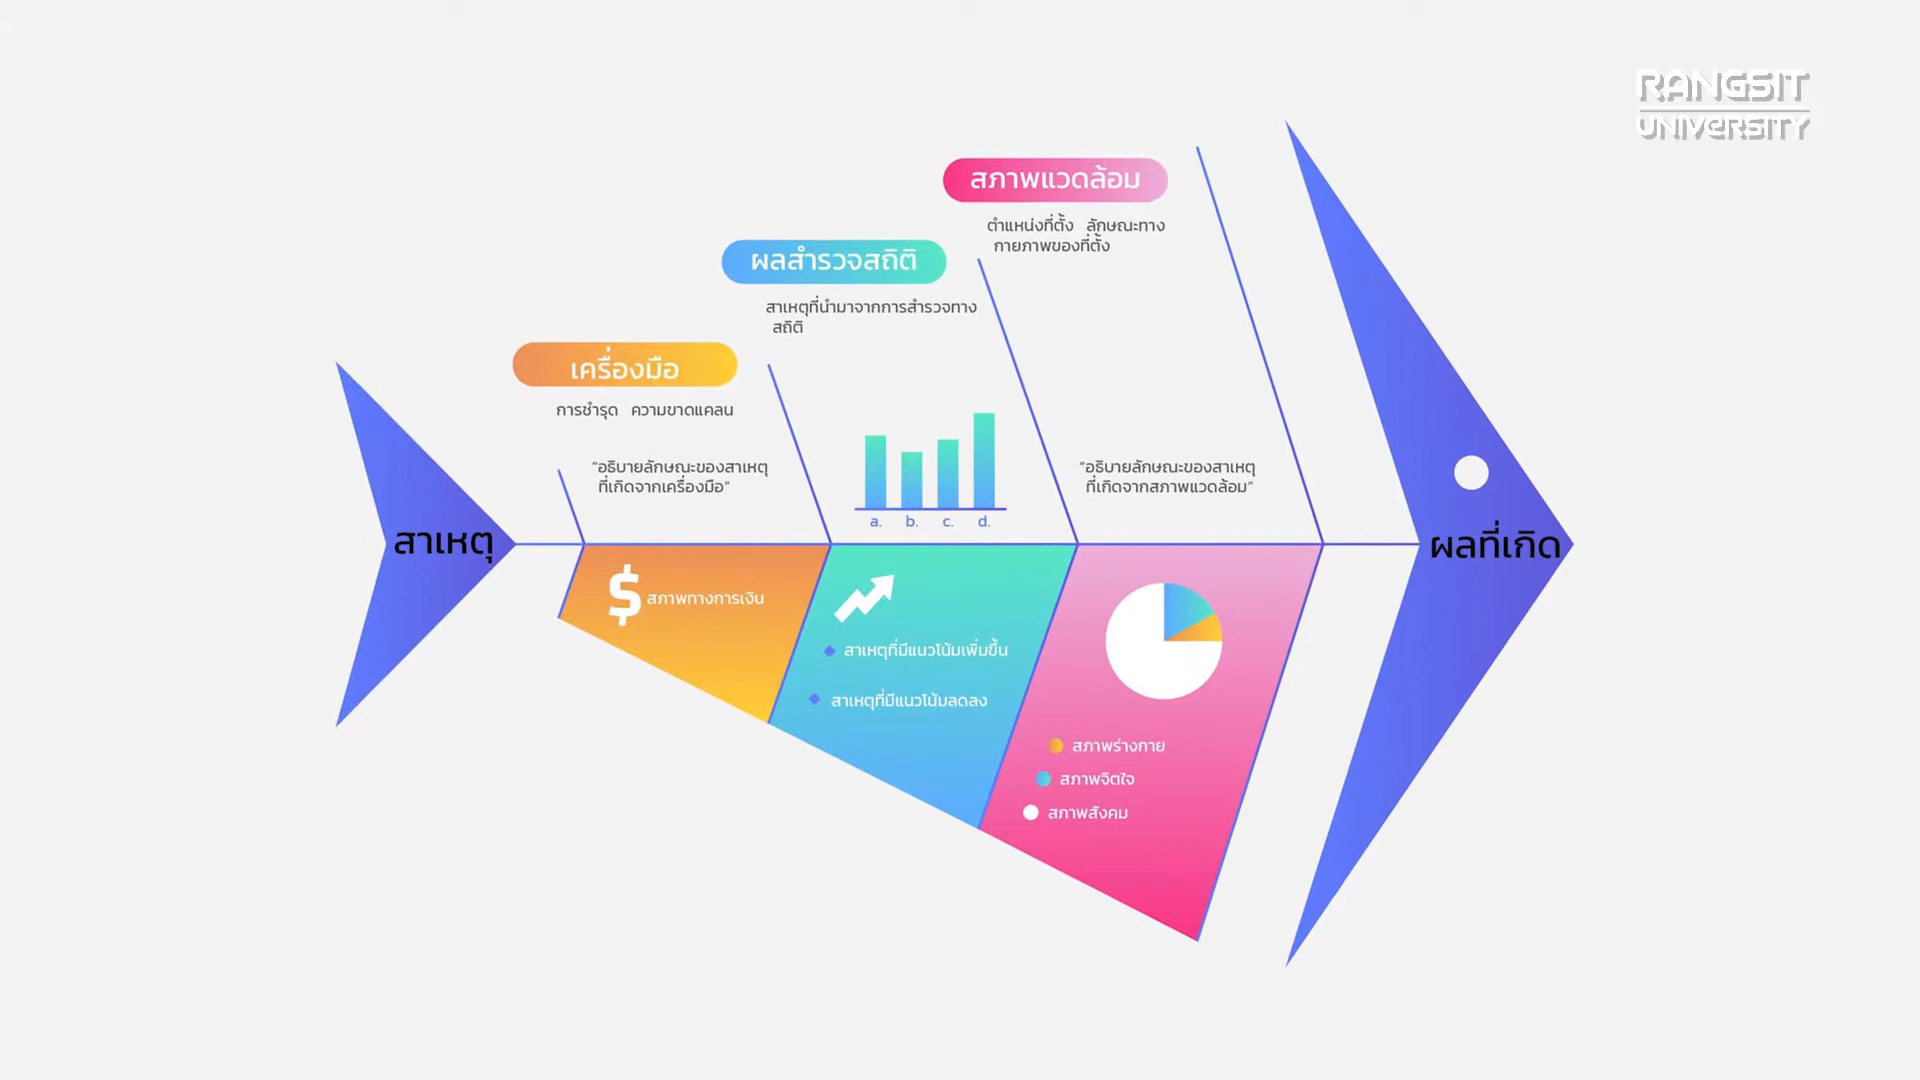 RANGSIT
UNIVERSITY
สภาพแวดล้อม
ตำแหน่งที่ตั้ง ลักษณะทาง
กายภาพของที่ตั้ง
ผลสำรวจสถิติ
สาเหตุที่นำมาจากการสำรวจทาง
สถิติ
เครื่องมือ
การชำรุด ความขาดแคลน
“อธิบายลักษณะของสาเหตุ
ที่เกิดจากเครื่องมือ”
a. b. c. d.
“อธิบายลักษณะของสาเหตุ
ที่เกิดจากสภาพแวดล้อม”
สาเหตุ
ผลที่เกิด
$ สภาพทางการเงิน
สาเหตุที่มีแนวโน้มเพิ่มขึ้น
สาเหตุที่มีแนวโน้มลดลง
สภาพร่างกาย
สภาพจิตใจ
สภาพสังคม